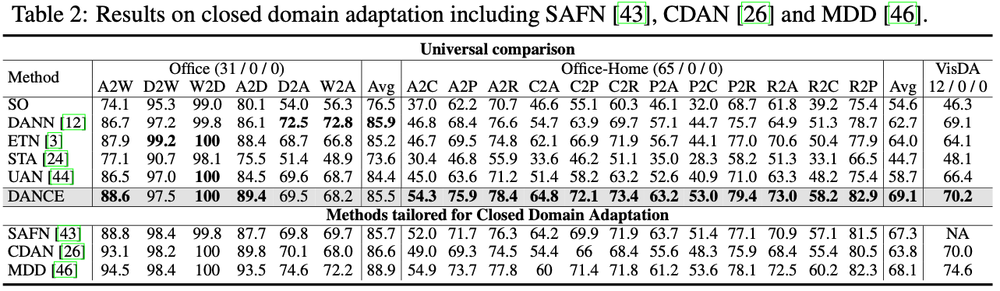 Table 2: Results on closed domain adaptation including SAFN [43], CDAN [26] and MDD [46].
Universal comparison
Method Office (31 / 0 / 0) Office-Home (65 / 0 / 0) VisDA
A2W D2W W2D A2D D2A W2A Avg A2C A2P A2R C2A C2P C2R P2A P2C P2R R2A R2C R2P Avg 12 / 0 / 0
SO 74.1 95.3 99.0 80.1 54.0 56.3 76.5 37.0 62.2 70.7 46.6 55.1 60.3 46.1 32.0 68.7 61.8 39.2 75.4 54.6 46.3
DANN [12] 86.7 97.2 99.8 86.1 72.5 72.8 85.9 46.8 68.4 76.6 54.7 63.9 69.7 57.1 44.7 75.7 64.9 51.3 78.7 62.7 69.1
ETN [3] 87.9 99.2 100 88.4 68.7 66.8 85.2 46.7 69.5 74.8 62.1 66.9 71.9 56.7 44.1 77.0 70.6 50.4 77.9 64.0 64.1
STA [24] 77.1 90.7 98.1 75.5 51.4 48.9 73.6 30.4 46.8 55.9 33.6 46.2 51.1 35.0 28.3 58.2 51.3 33.1 66.5 44.7 48.1
UAN [44] 86.5 97.0 100 84.5 69.6 68.7 84.4 45.0 63.6 71.2 51.4 58.2 63.2 52.6 40.9 71.0 63.3 48.2 75.4 58.7 66.4
DANCE 88.6 97.5 100 89.4 69.5 68.2 85.5 54.3 75.9 78.4 64.8 72.1 73.4 63.2 53.0 79.4 73.0 58.2 82.9 69.1 70.2
Methods tailored for Closed Domain Adaptation
SAFN [43] 88.8 98.4 99.8 87.7 69.8 69.7 85.7 52.0 71.7 76.3 64.2 69.9 71.9 63.7 51.4 77.1 70.9 57.1 81.5 67.3 NA
CDAN [26] 93.1 98.2 100 89.8 70.1 68.0 86.6 49.0 69.3 74.5 54.4 66 68.4 55.6 48.3 75.9 68.4 55.4 80.5 63.8 70.0
MDD [46] 94.5 98.4 100 93.5 74.6 72.2 88.9 54.9 73.7 77.8 60 71.4 71.8 61.2 53.6 78.1 72.5 60.2 82.3 68.1 74.6